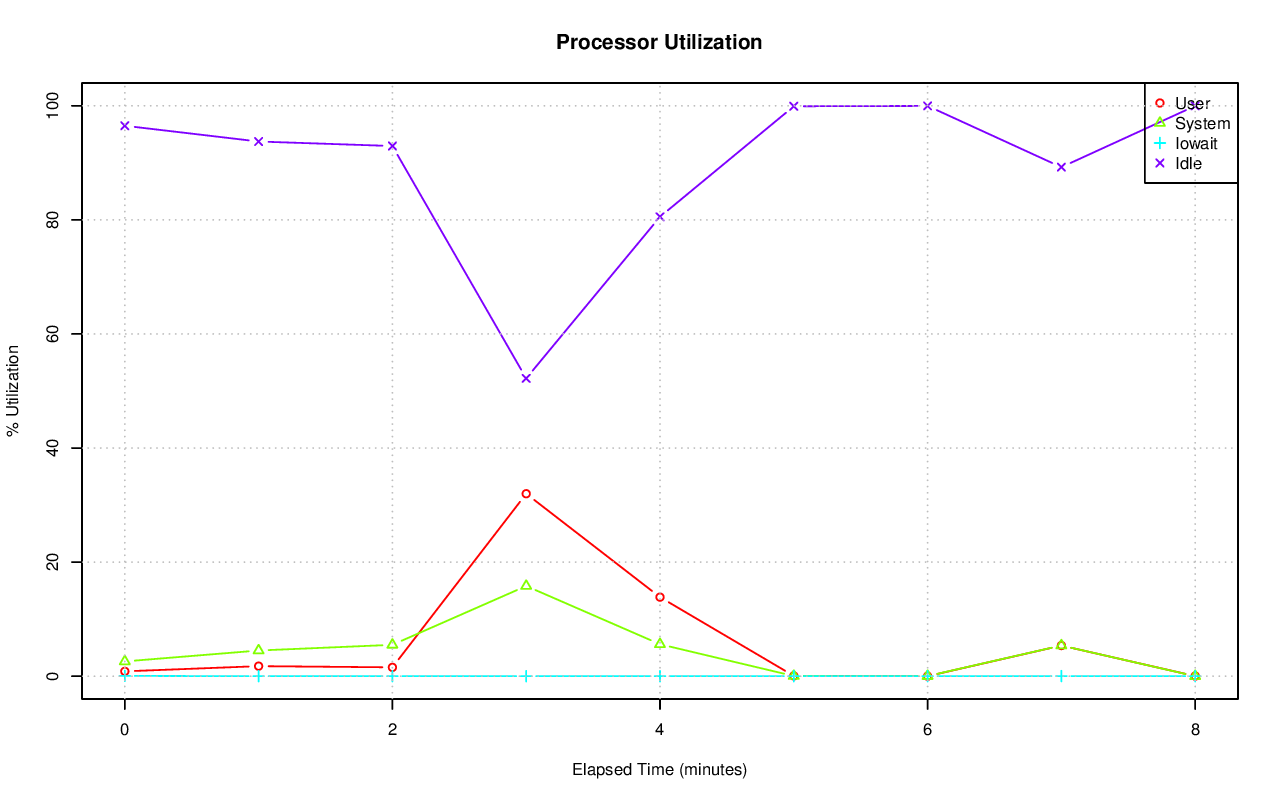 Processor Utilization
100
80
60
40
20
0
% Utilization
User
System
Iowait
Idle
0 2 4 6 8
Elapsed Time (minutes)